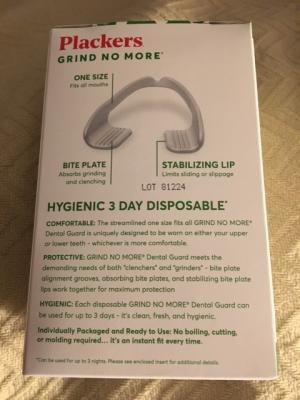 Plackers
GRIND NO MORE®
ONE SIZE
Fits all mouths
BITE PLATE
Absorbs grinding
and clenching
STABILIZING LIP
Limits sliding or slippage
LOT 81224
HYGIENIC 3 DAY DISPOSABLE*
COMFORTABLE: The streamlined one size fits all GRIND NO MORE®
Dental Guard is uniquely designed to be worn on either your upper
or lower teeth - whichever is more comfortable.
PROTECTIVE: GRIND NO MORE® Dental Guard meets the
demanding needs of both "clenchers" and "grinders" - bite plate
alignment grooves, absorbing bite plates, and stabilizing bite plate
lips work together for maximum protection
HYGIENIC: Each disposable GRIND NO MORE® Dental Guard can
be used for up to 3 days - it's clean, fresh, and hygienic.
Individually Packaged and Ready to Use: No boiling, cutting,
or molding required... it's an instant fit every time.
*Can be used for up to 3 nights. Please see enclosed insert for additional details.